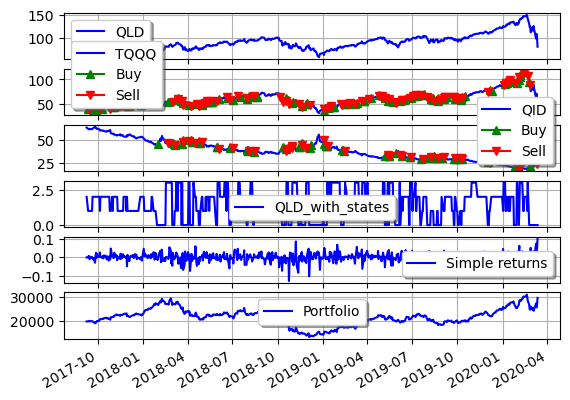 150
100
QLD
TQQQ
Buy
Sell
100
50
QID
Buy
Sell
50
25
2.5
0.0
QLD_with_states
0.1
0.0
-0.1
Simple returns
30000
20000
Portfolio
2017-10
2018-01
2018-04
2018-07
2018-10
2019-01
2019-04
2019-07
2019-10
2020-01
2020-04